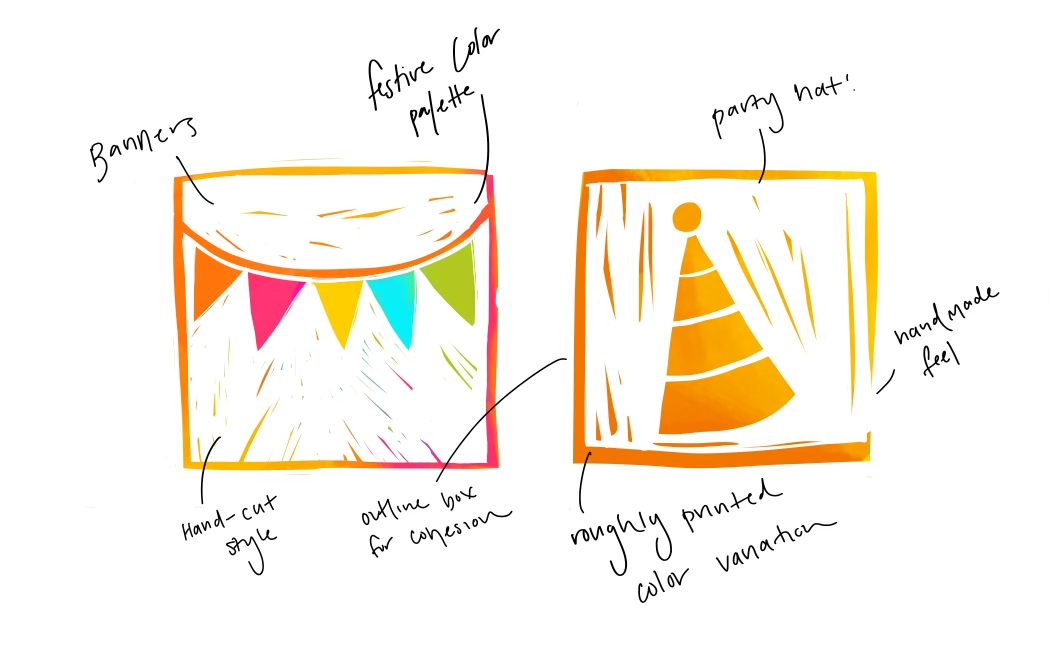 Banners
festive color
palette
party hat!
handmade
feel
Hand-cut
style
outline box
for cohesion
roughly printed
color variation